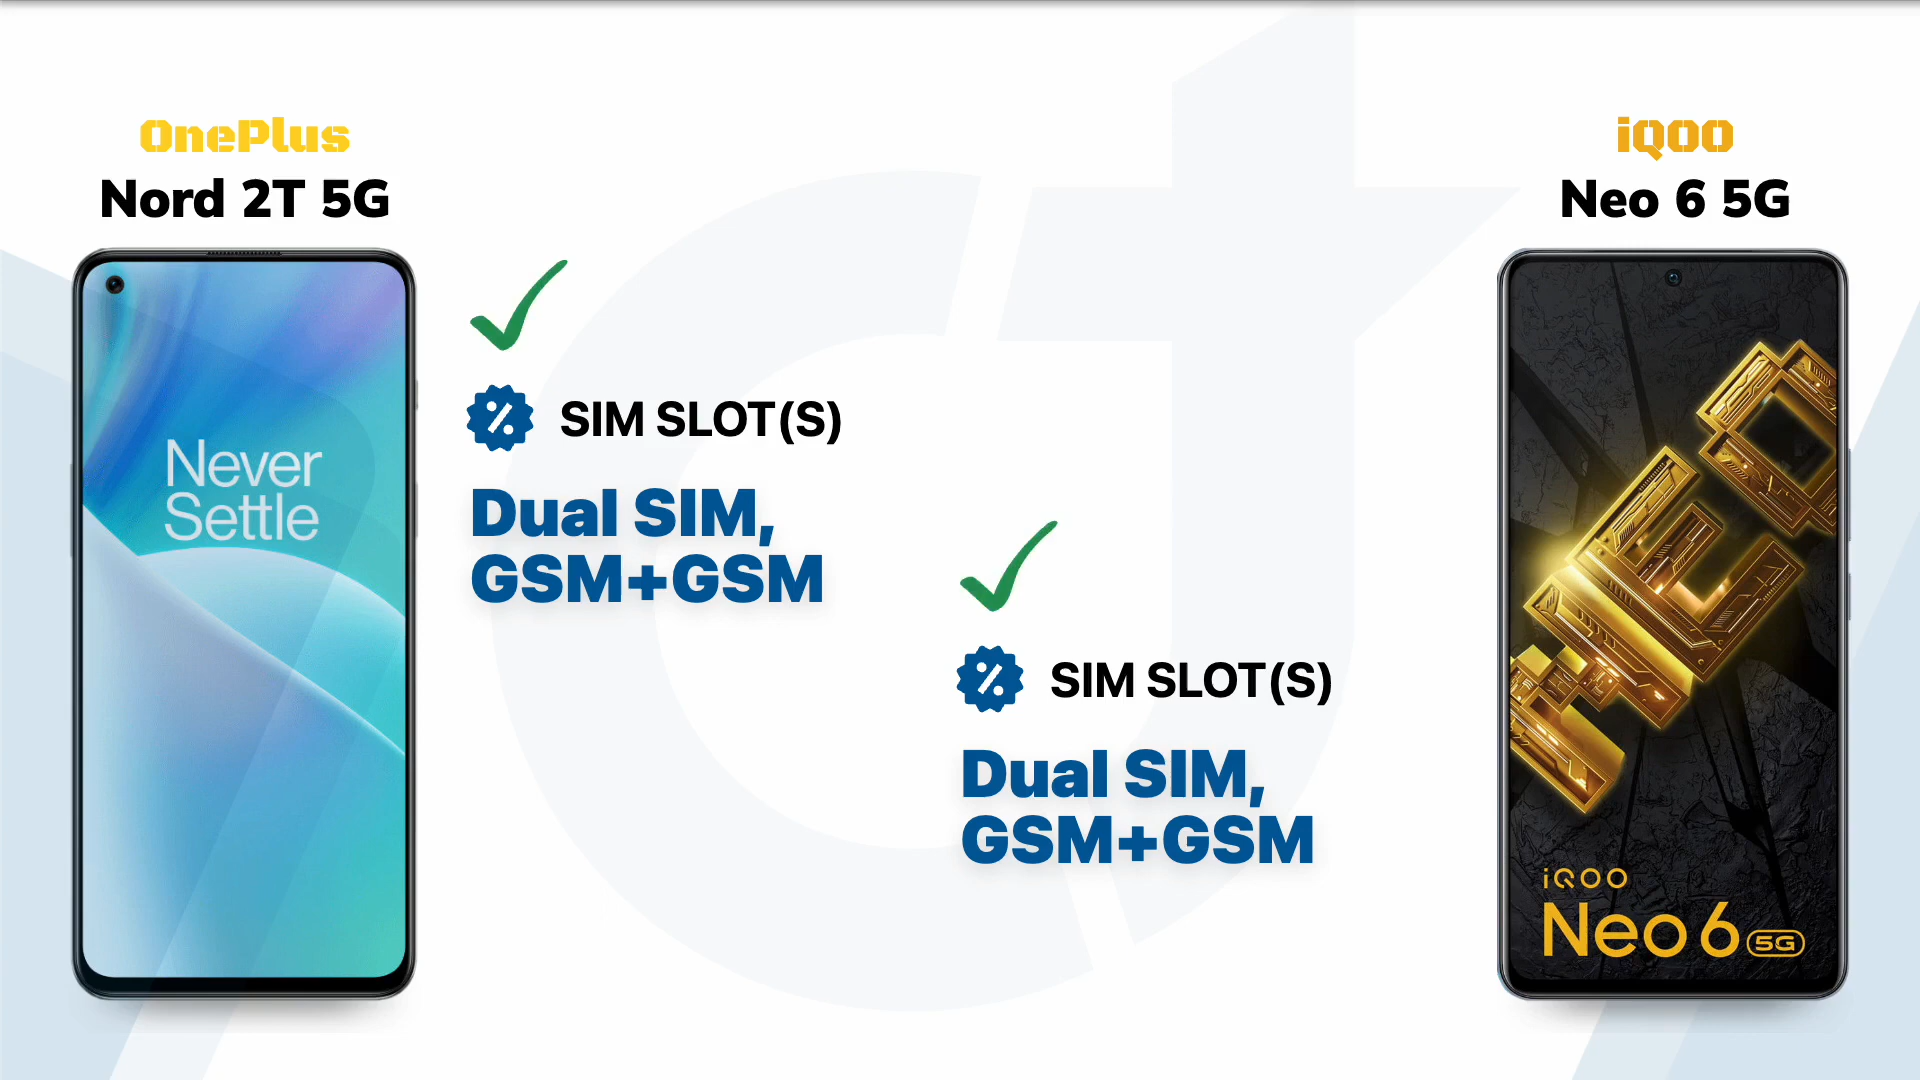 OnePlus
Nord 2T 5G
Never
Settle
SIM SLOT(S)
Dual SIM,
GSM+GSM
SIM SLOT(S)
Dual SIM,
GSM+GSM
iQOO
Neo 6 5G
NEO
iQOO
Neo 6 5G